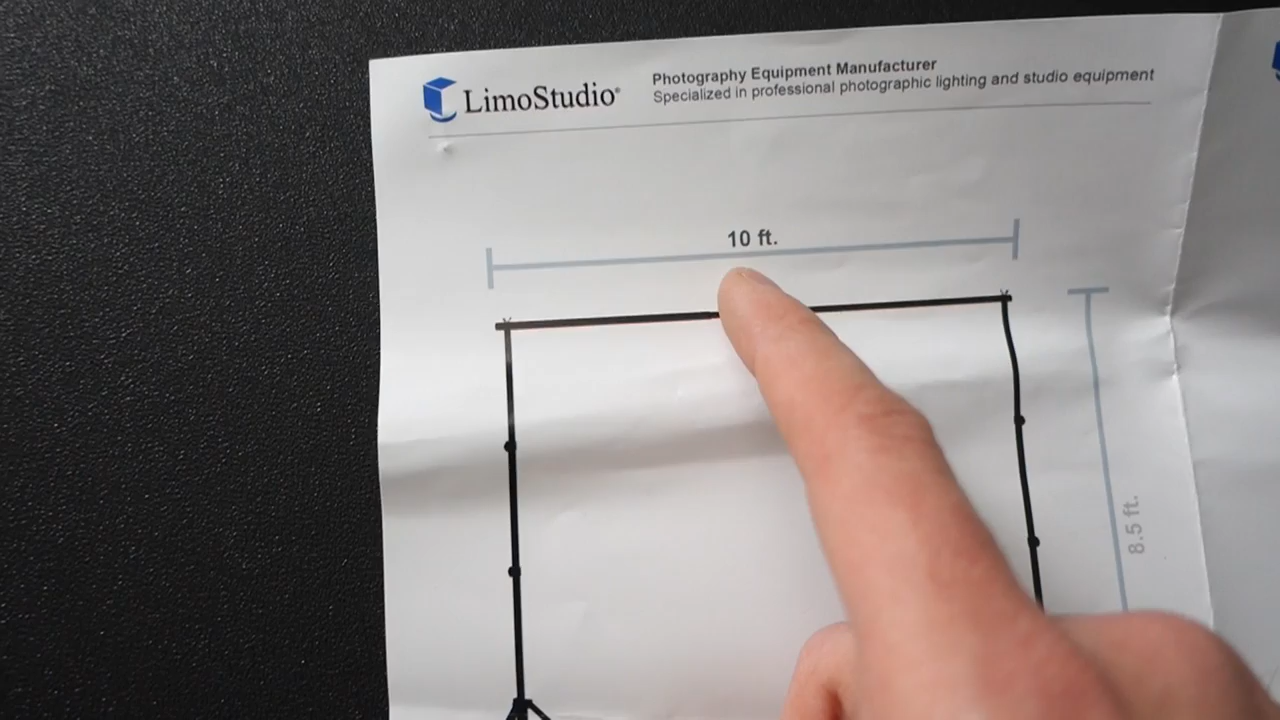 LimoStudio®
Photography Equipment Manufacturer
Specialized in professional photographic lighting and studio equipment
10 ft.
8.5 ft.